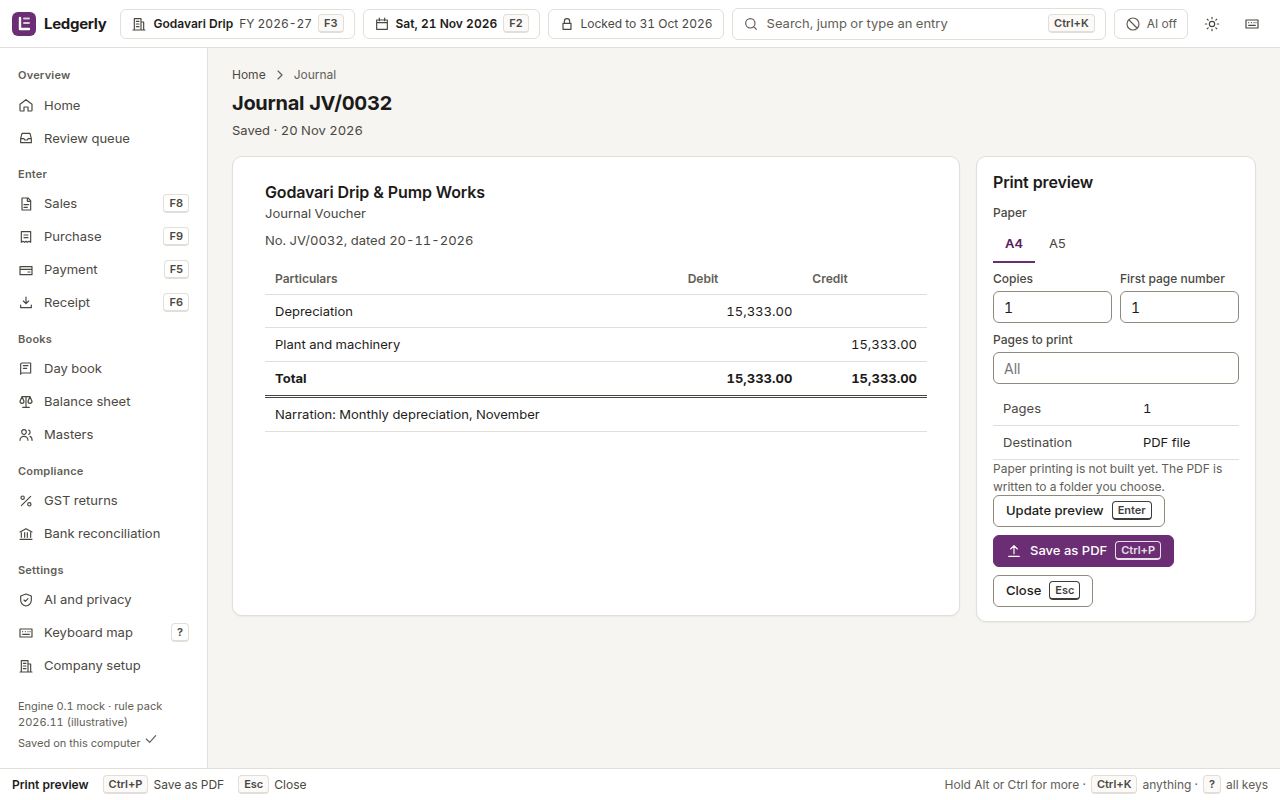 Ledgerly
Godavari Drip FY 2026-27 F3
Sat, 21 Nov 2026 F2
Locked to 31 Oct 2026
Search, jump or type an entry Ctrl+K
AI off
Overview
Home
Review queue
Enter
Sales F8
Purchase F9
Payment F5
Receipt F6
Books
Day book
Balance sheet
Masters
Compliance
GST returns
Bank reconciliation
Settings
AI and privacy
Keyboard map ?
Company setup
Engine 0.1 mock · rule pack
2026.11 (illustrative)
Saved on this computer
Home Journal
Journal JV/0032
Saved · 20 Nov 2026
Godavari Drip & Pump Works
Journal Voucher
No. JV/0032, dated 20-11-2026
Particulars Debit Credit
Depreciation 15,333.00
Plant and machinery 15,333.00
Total 15,333.00 15,333.00
Narration: Monthly depreciation, November
Print preview
Paper
A4 A5
Copies First page number
1 1
Pages to print
All
Pages 1
Destination PDF file
Paper printing is not built yet. The PDF is
written to a folder you choose.
Update preview Enter
Save as PDF Ctrl+P
Close Esc
Print preview Ctrl+P Save as PDF Esc Close
Hold Alt or Ctrl for more · Ctrl+K anything · ? all keys